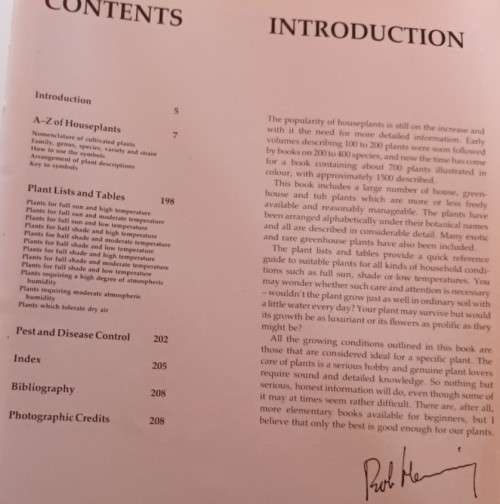 CONTENTS
Introduction 5
A–Z of Houseplants 7
Nomenclature of cultivated plants
Family, genus, species, variety and strain
How to use the symbols
Arrangement of plant descriptions
Key to symbols
Plant Lists and Tables 198
Plants for full sun and high temperature
Plants for full sun and moderate temperature
Plants for full sun and low temperature
Plants for half shade and high temperature
Plants for half shade and moderate temperature
Plants for half shade and low temperature
Plants for full shade and high temperature
Plants for full shade and moderate temperature
Plants for full shade and low temperature
Plants requiring a high degree of atmospheric
humidity
Plants requiring moderate atmospheric
humidity
Plants which tolerate dry air
Pest and Disease Control 202
Index 205
Bibliography 208
Photographic Credits 208
INTRODUCTION
The popularity of houseplants is still on the increase and
with it the need for more detailed information. Early
volumes describing 100 to 200 plants were soon followed
by books on 200 to 400 species, and now the time has come
for a book containing about 700 plants illustrated in
colour, with approximately 1500 described.
This book includes a large number of house, green-
house and tub plants which are more or less freely
available and reasonably manageable. The plants have
been arranged alphabetically under their botanical names
and all are described in considerable detail. Many exotic
and rare greenhouse plants have also been included.
The plant lists and tables provide a quick reference
guide to suitable plants for all kinds of household condi-
tions such as full sun, shade or low temperatures. You
may wonder whether such care and attention is necessary
– wouldn't the plant grow just as well in ordinary soil with
a little water every day? Your plant may survive but would
its growth be as luxuriant or its flowers as prolific as they
might be?
All the growing conditions outlined in this book are
those that are considered ideal for a specific plant. The
care of plants is a serious hobby and genuine plant lovers
require sound and detailed knowledge. So nothing but
serious, honest information will do, even though some of
it may at times seem rather difficult. There are, after all,
more elementary books available for beginners, but I
believe that only the best is good enough for our plants.
Rob